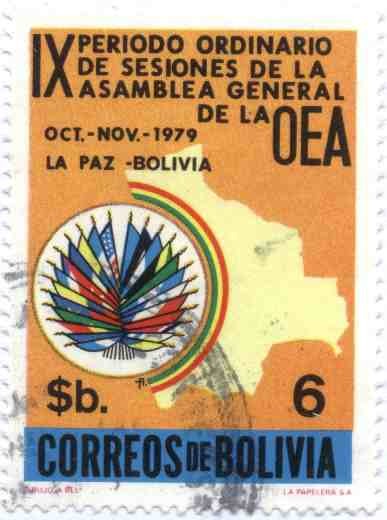 IX PERIODO ORDINARIO
DE SESIONES DE LA
ASAMBLEA GENERAL
DE LA OEA
OCT.-NOV.-1979
LA PAZ -BOLIVIA
$b. 6
CORREOS DE BOLIVIA
LA PAPELERA S A